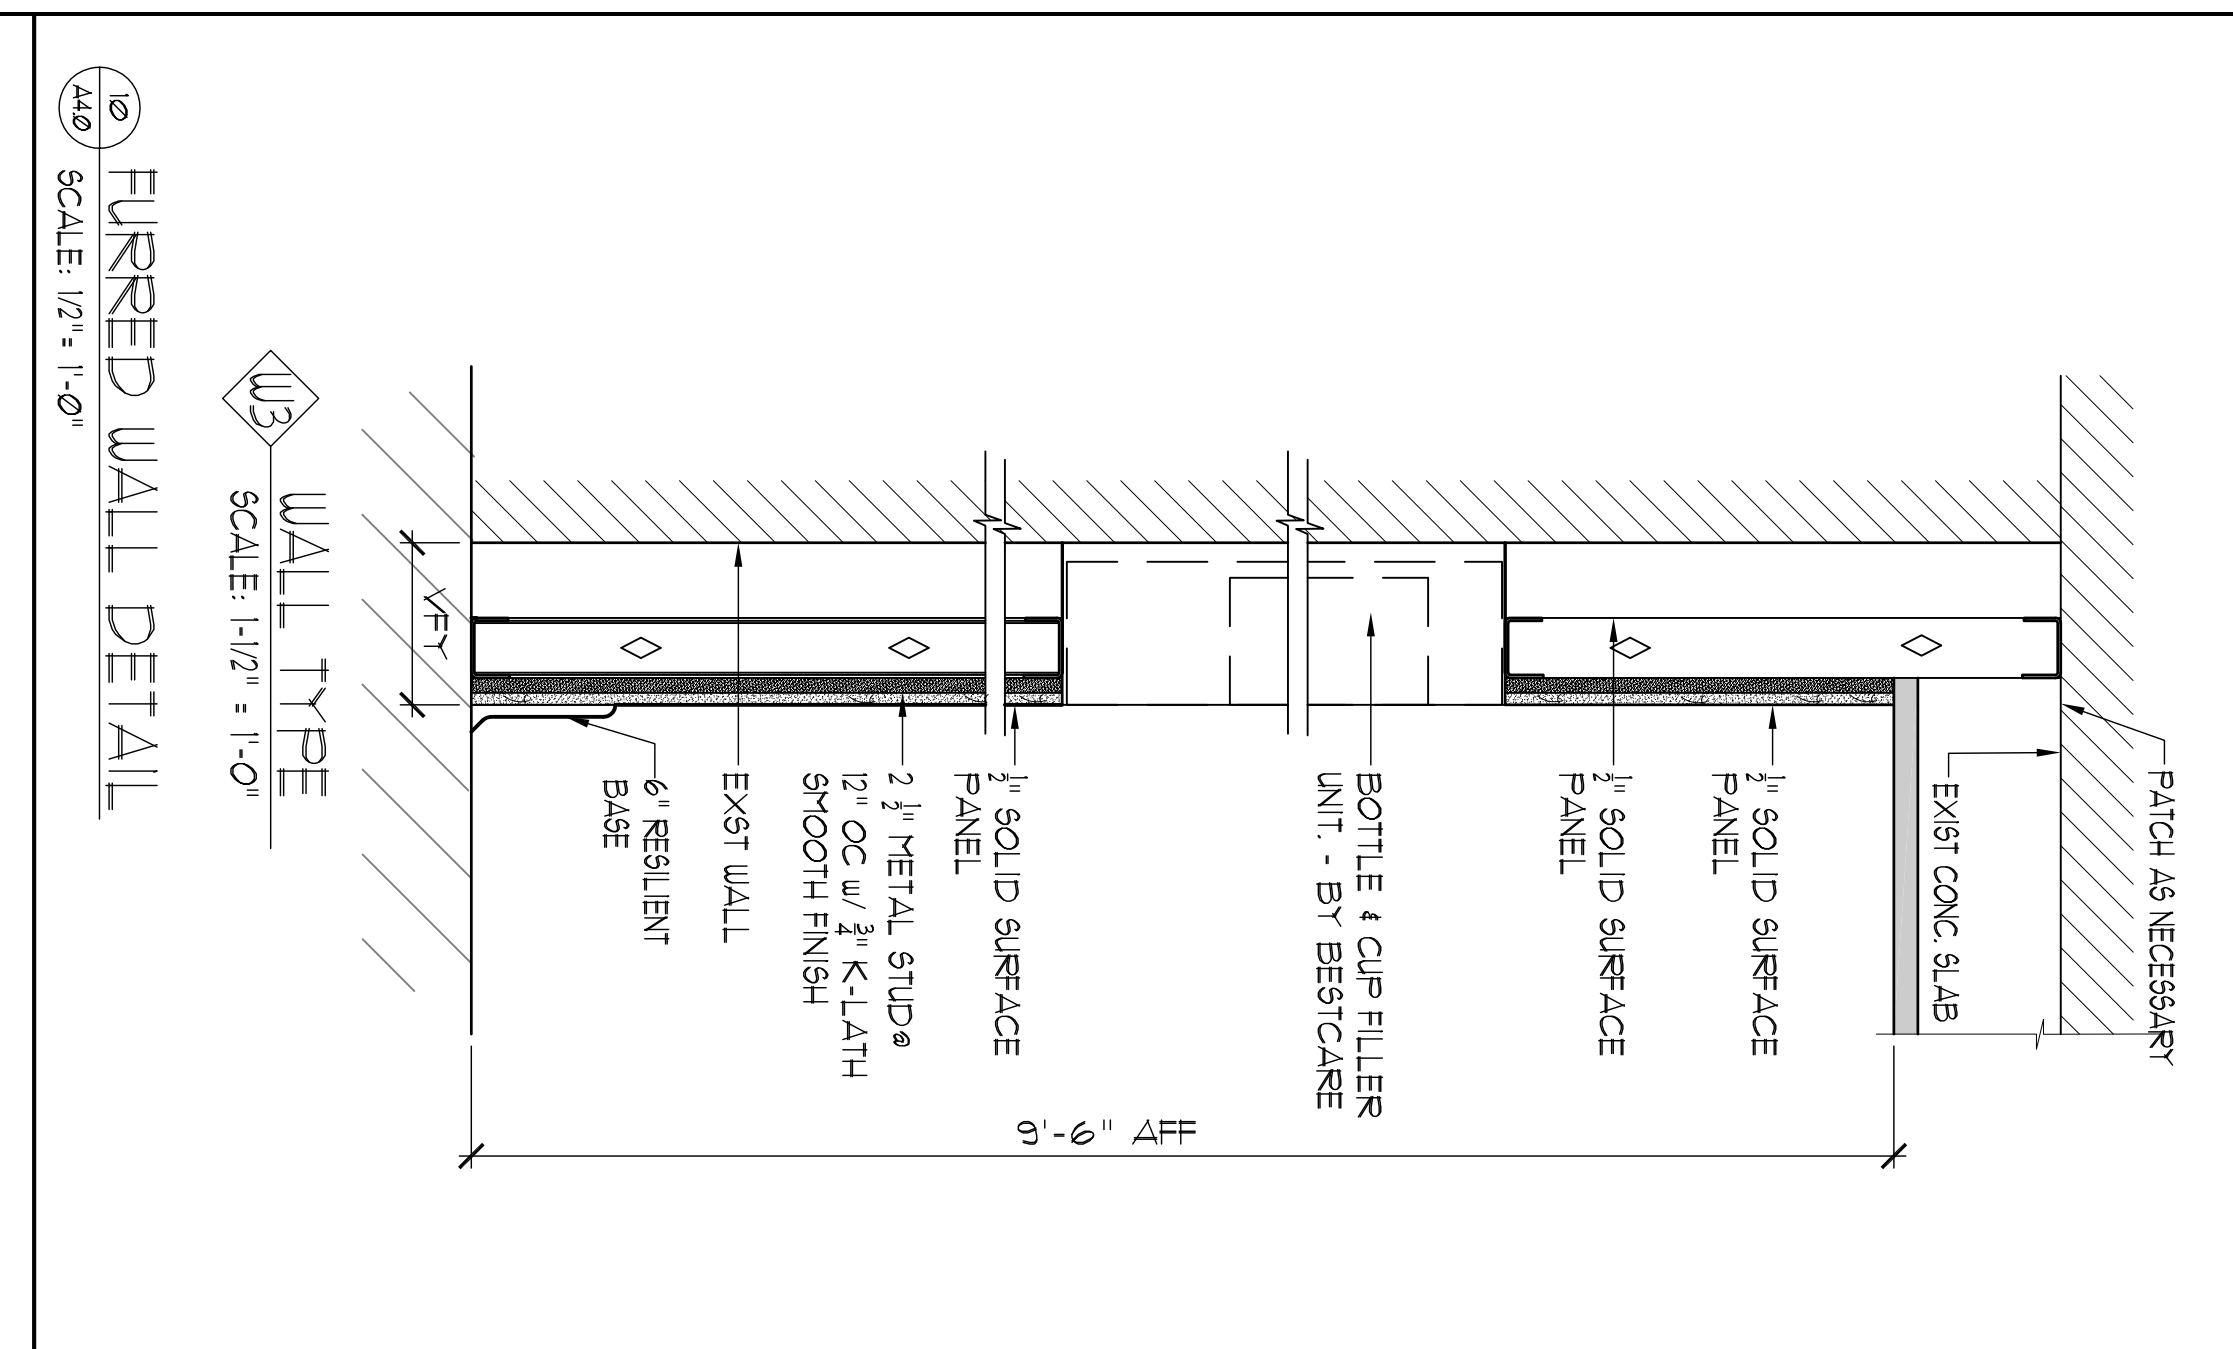 PATCH AS NECESSARY
EXIST CONC. SLAB
1/2" SOLID SURFACE
PANEL
1/2" SOLID SURFACE
PANEL
BOTTLE & CUP FILLER
UNIT. - BY BESTCARE
1/2" SOLID SURFACE
PANEL
2 1/2" METAL STUD @
12" OC w/ 3/4" K-LATH
SMOOTH FINISH
EXST WALL
6" RESILIENT
BASE
9'-6" AFF
VFY
W3
WALL TYPE
SCALE: 1-1/2" = 1'-0"
10
A4.0
FURRED WALL DETAIL
SCALE: 1/2" = 1'-0"